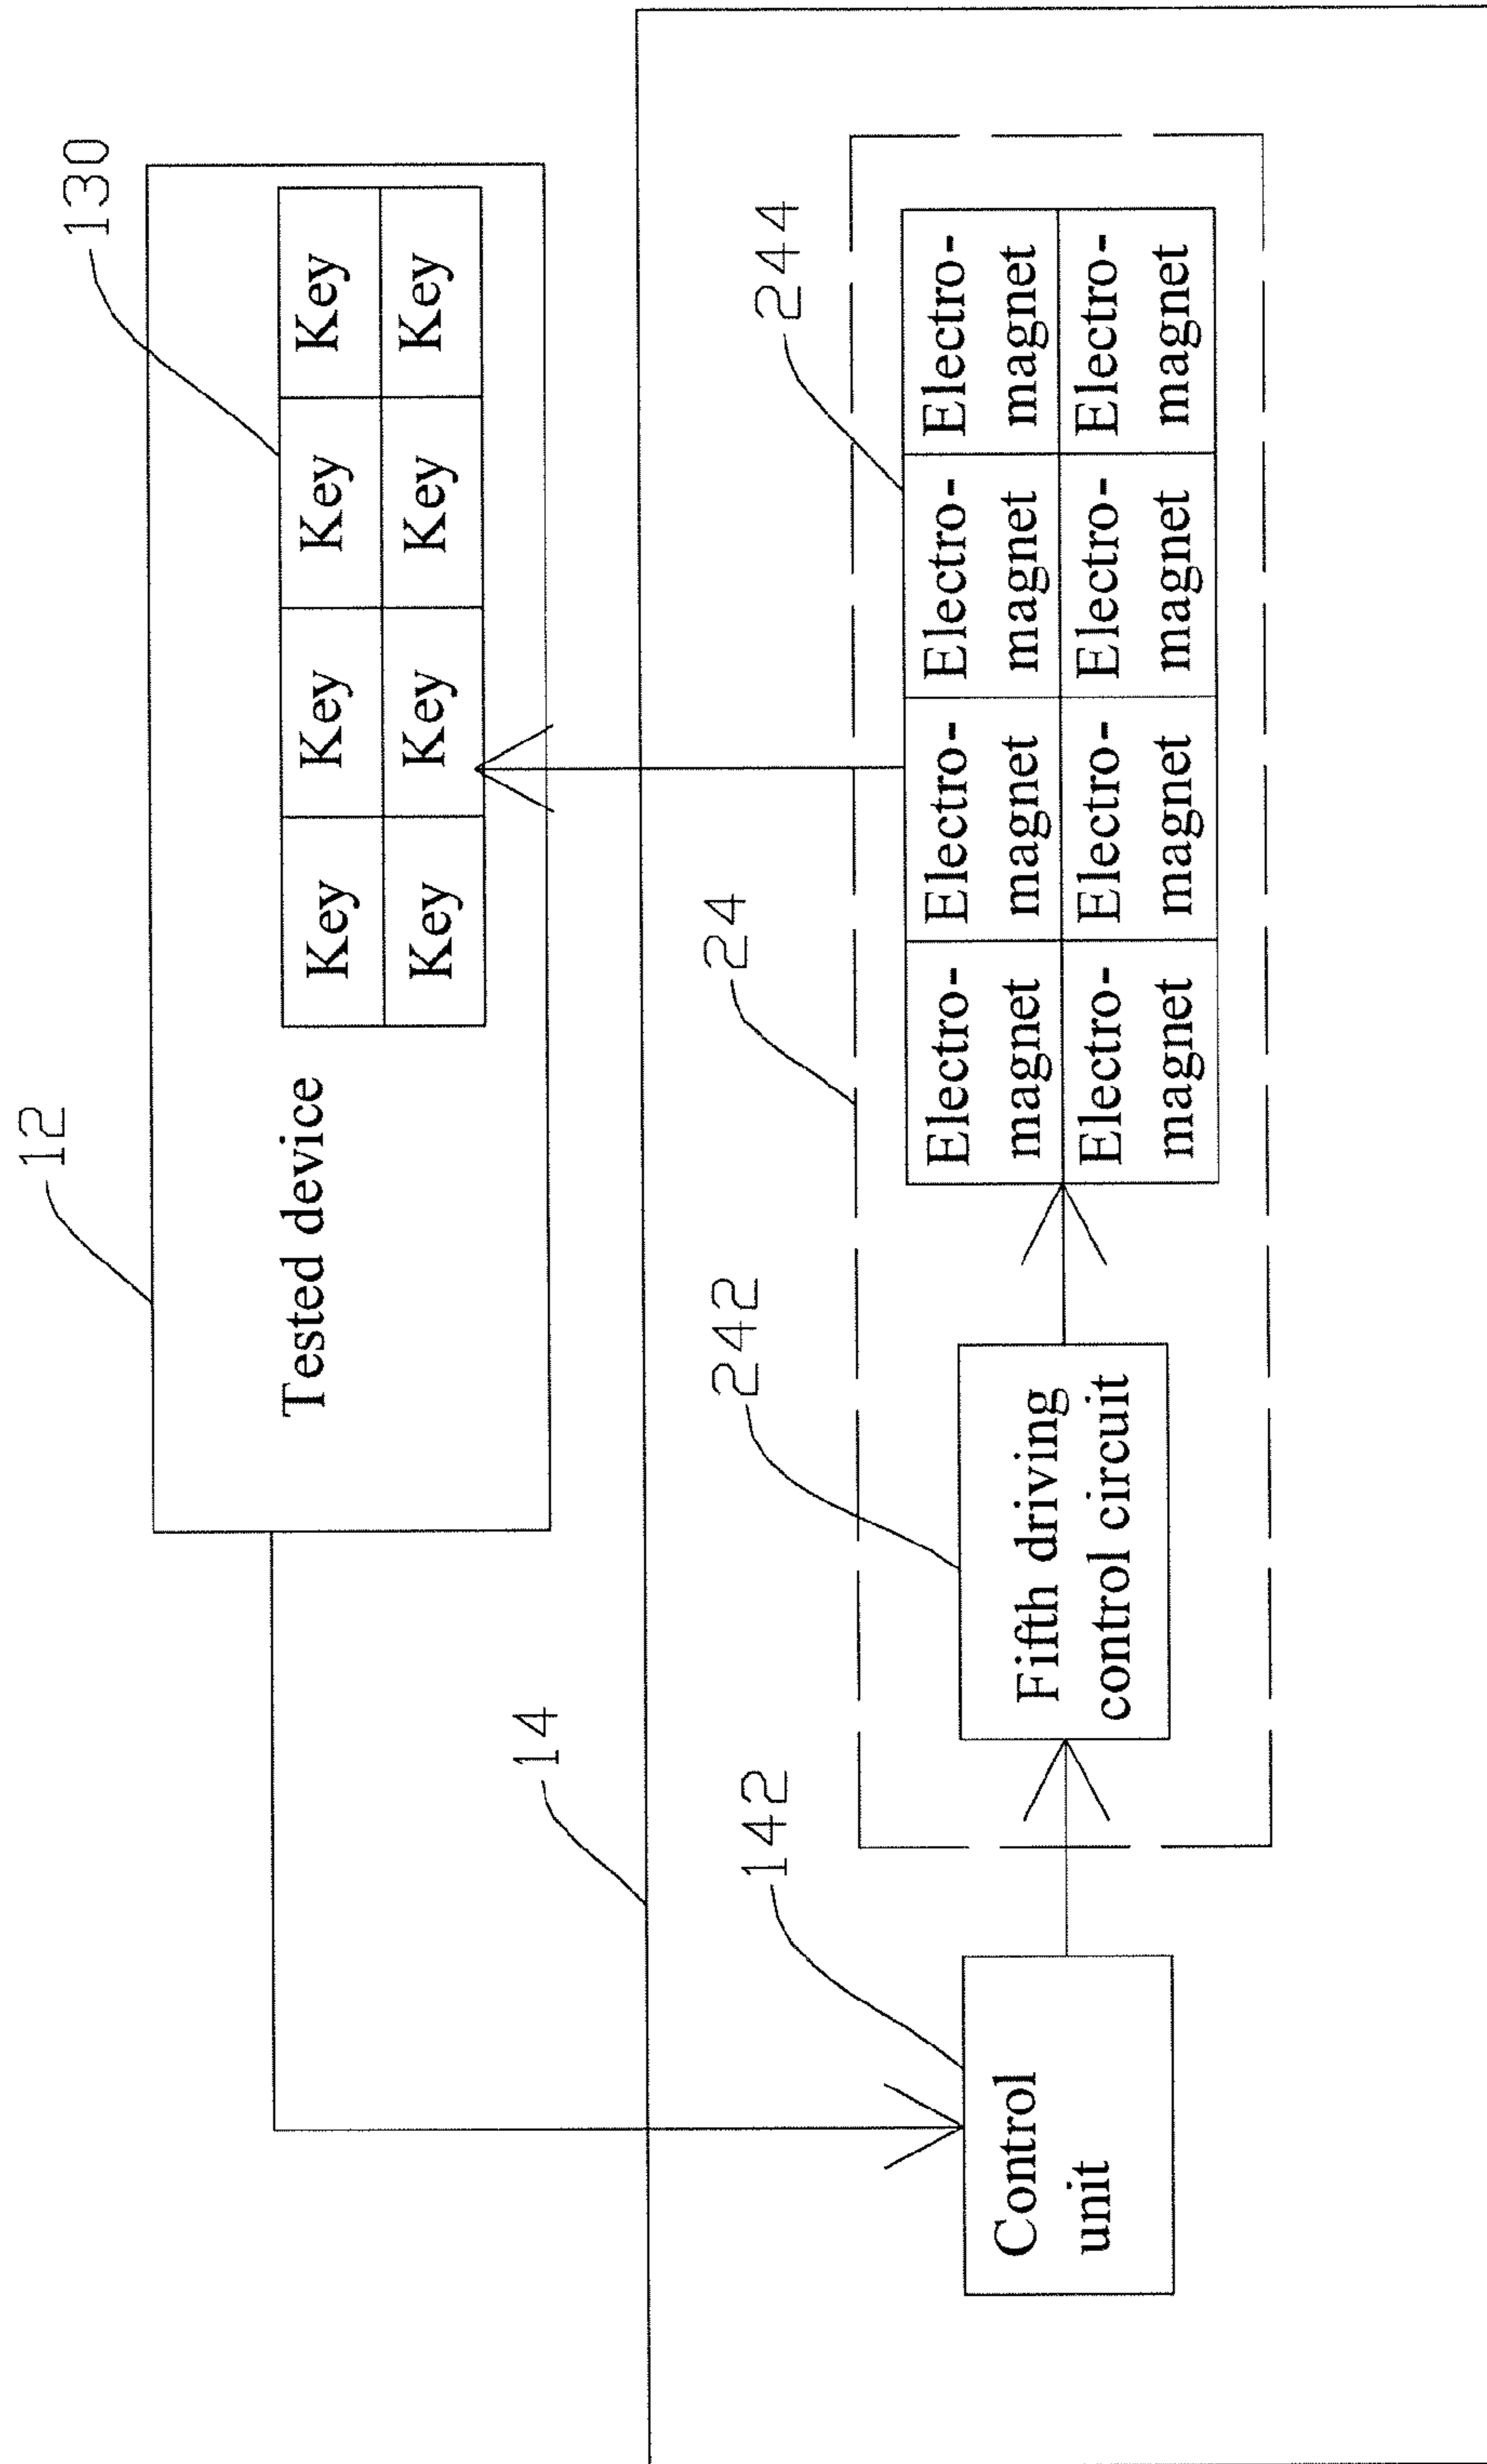 12
130
Tested device
Key
Key
Key
Key
Key
Key
Key
Key
14
142
242
24
244
Control
unit
Fifth driving
control circuit
Electro-
magnet
Electro-
magnet
Electro-
magnet
Electro-
magnet
Electro-
magnet
Electro-
magnet
Electro-
magnet
Electro-
magnet